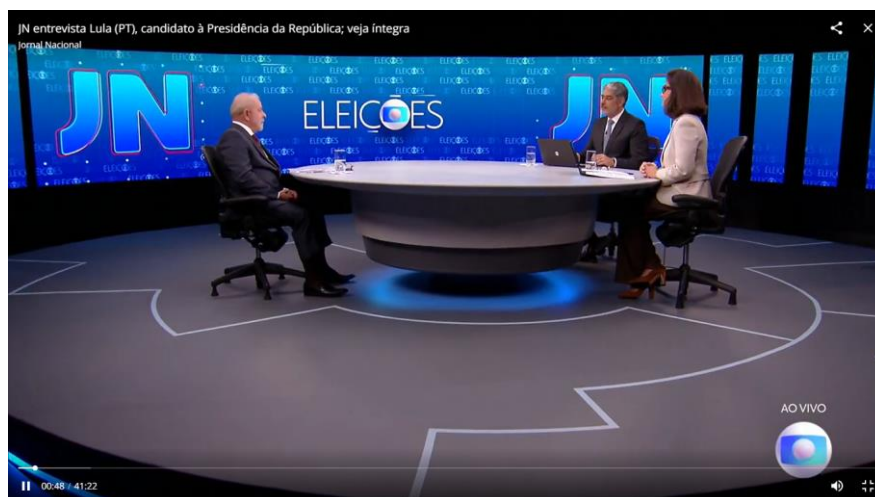 JN entrevista Lula (PT), candidato à Presidência da República; veja íntegra
Jornal Nacional
JN
ELEIÇÕES
JN
AO VIVO
00:48 / 41:22